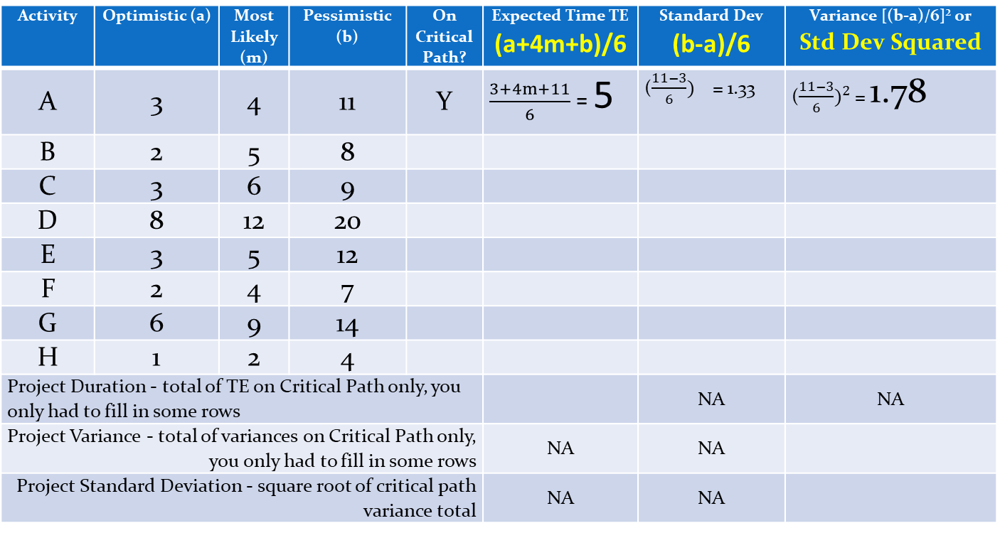 Activity Optimistic (a) Most Likely (m) Pessimistic (b) On Critical Path? Expected Time TE (a+4m+b)/6 Standard Dev (b-a)/6 Variance [(b-a)/6]² or Std Dev Squared
A 3 4 11 Y (3+4m+11)/6 = 5 ((11−3)/6) = 1.33 ((11−3)/6)² = 1.78
B 2 5 8
C 3 6 9
D 8 12 20
E 3 5 12
F 2 4 7
G 6 9 14
H 1 2 4
Project Duration - total of TE on Critical Path only, you
only had to fill in some rows NA NA
Project Variance - total of variances on Critical Path only,
you only had to fill in some rows NA NA
Project Standard Deviation - square root of critical path
variance total NA NA